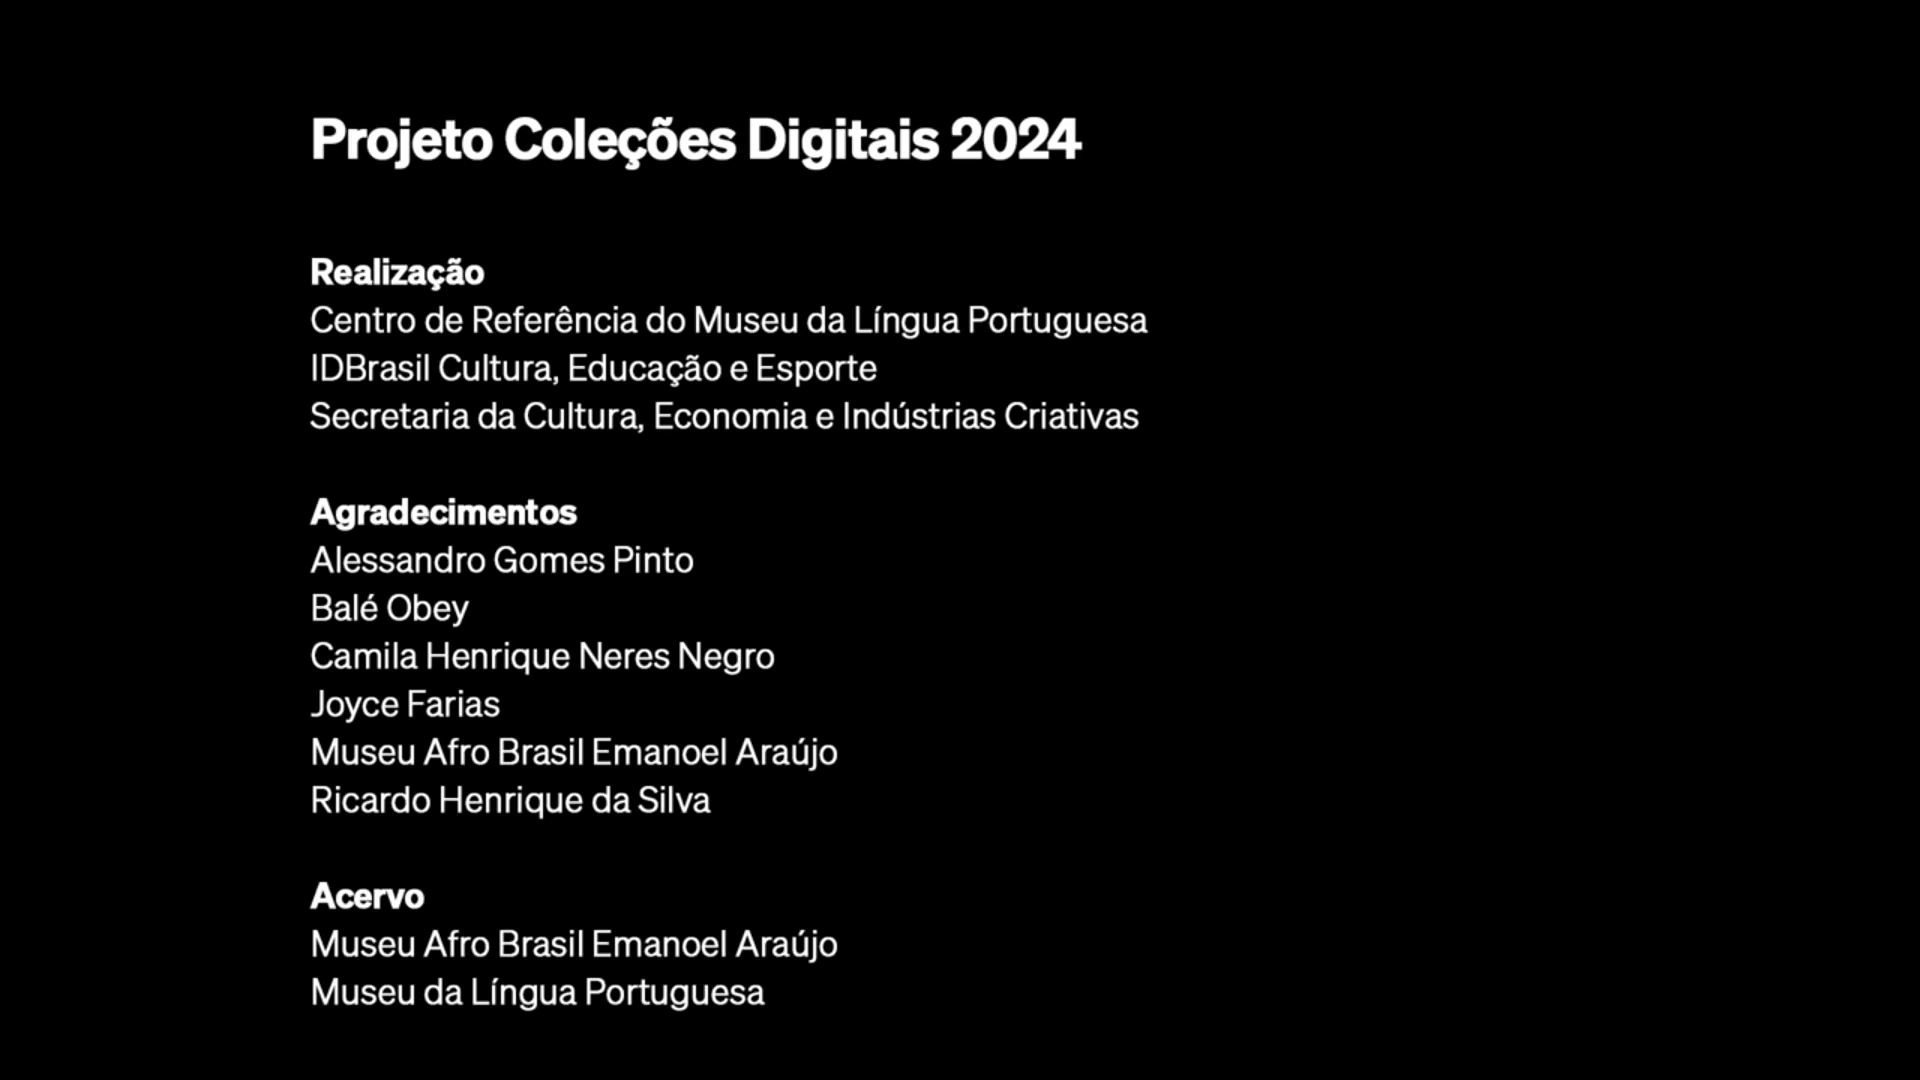 Projeto Coleções Digitais 2024
Realização
Centro de Referência do Museu da Língua Portuguesa
IDBrasil Cultura, Educação e Esporte
Secretaria da Cultura, Economia e Indústrias Criativas
Agradecimentos
Alessandro Gomes Pinto
Balé Obey
Camila Henrique Neres Negro
Joyce Farias
Museu Afro Brasil Emanoel Araújo
Ricardo Henrique da Silva
Acervo
Museu Afro Brasil Emanoel Araújo
Museu da Língua Portuguesa